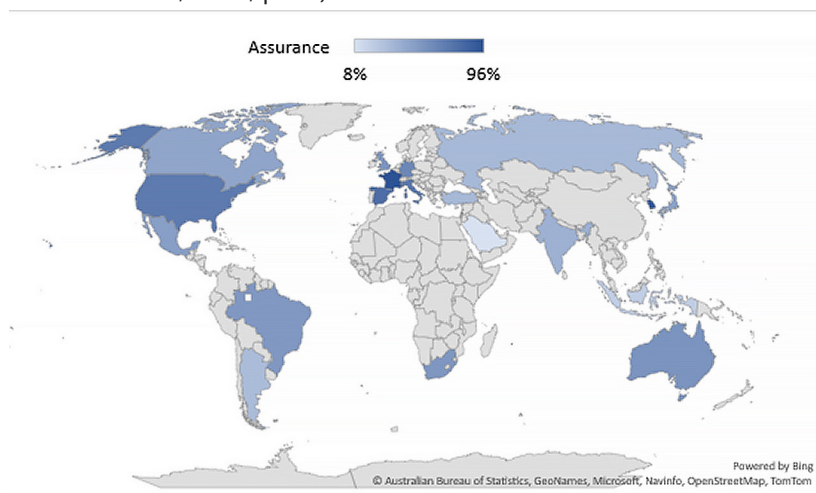 Assurance
8% 96%
Powered by Bing
© Australian Bureau of Statistics, GeoNames, Microsoft, Navinfo, OpenStreetMap, TomTom